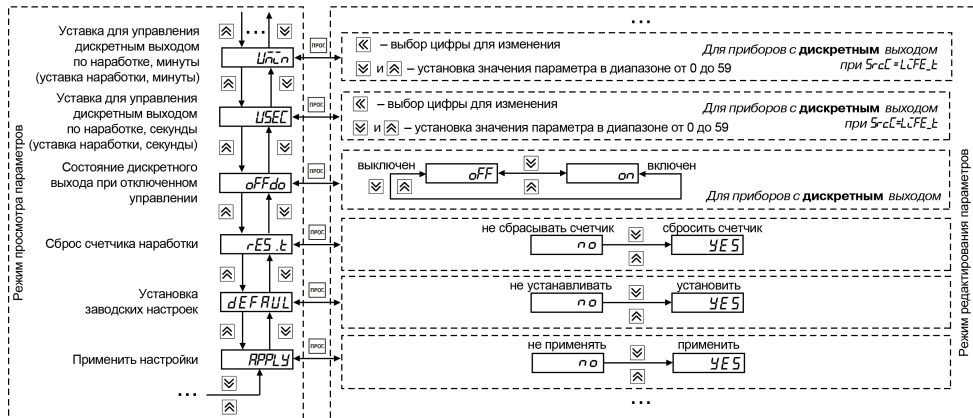 Режим просмотра параметров
...
Уставка для управления
дискретным выходом
по наработке, минуты
(уставка наработки, минуты)
Umin
ПРОГ.
Уставка для управления
дискретным выходом
по наработке, секунды
(уставка наработки, секунды)
USEC
ПРОГ.
Состояние дискретного
выхода при отключенном
управлении
oFFdo
ПРОГ.
Сброс счетчика наработки
rES.t
ПРОГ.
Установка
заводских настроек
dEFAUL
ПРОГ.
Применить настройки
APPLY
ПРОГ.
...
...
– выбор цифры для изменения
и – установка значения параметра в диапазоне от 0 до 59
Для приборов с дискретным выходом
при SrcC=LiFE_t
– выбор цифры для изменения
и – установка значения параметра в диапазоне от 0 до 59
Для приборов с дискретным выходом
при SrcC=LiFE_t
выключен oFF on включен
Для приборов с дискретным выходом
не сбрасывать счетчик сбросить счетчик
no YES
не устанавливать установить
no YES
не применять применить
no YES
...
Режим редактирования параметров